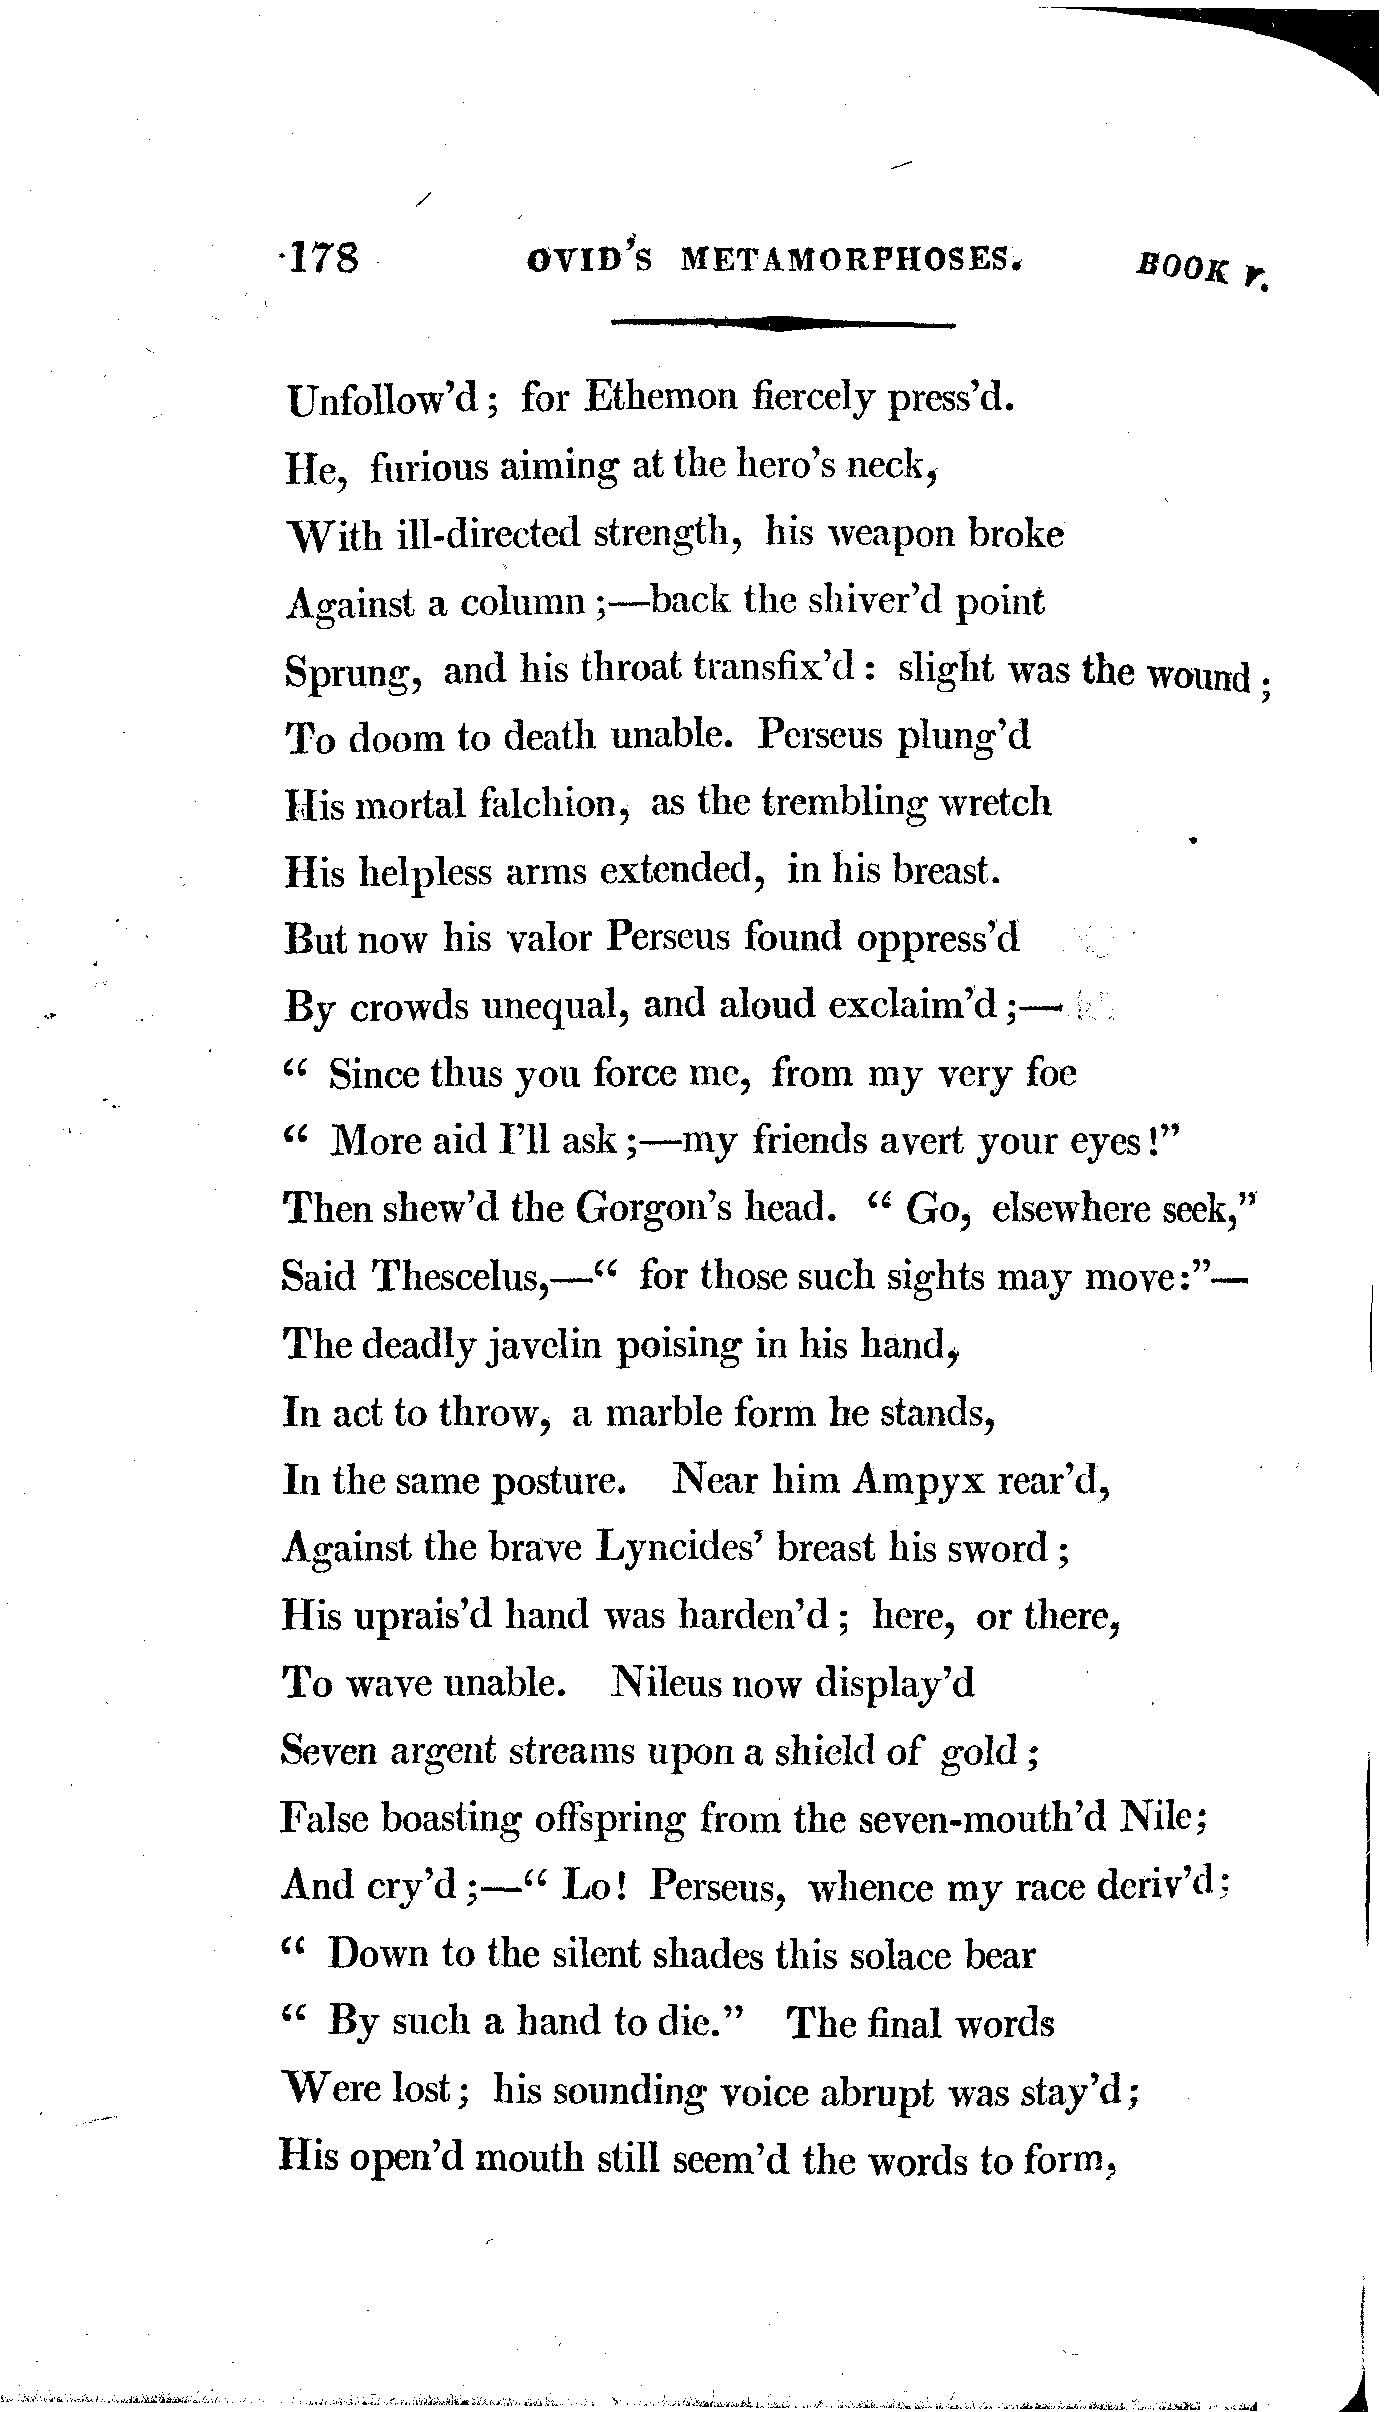 178 OVID'S METAMORPHOSES. BOOK V.
Unfollow'd; for Ethemon fiercely press'd.
He, furious aiming at the hero's neck,
With ill-directed strength, his weapon broke
Against a column;—back the shiver'd point
Sprung, and his throat transfix'd: slight was the wound;
To doom to death unable. Perseus plung'd
His mortal falchion, as the trembling wretch
His helpless arms extended, in his breast.
But now his valor Perseus found oppress'd
By crowds unequal, and aloud exclaim'd;—
“ Since thus you force me, from my very foe
“ More aid I'll ask;—my friends avert your eyes!”
Then shew'd the Gorgon's head. “ Go, elsewhere seek,”
Said Thescelus,—“ for those such sights may move:”—
The deadly javelin poising in his hand,
In act to throw, a marble form he stands,
In the same posture. Near him Ampyx rear'd,
Against the brave Lyncides' breast his sword;
His uprais'd hand was harden'd; here, or there,
To wave unable. Nileus now display'd
Seven argent streams upon a shield of gold;
False boasting offspring from the seven-mouth'd Nile;
And cry'd;—“ Lo! Perseus, whence my race deriv'd;
“ Down to the silent shades this solace bear
“ By such a hand to die.” The final words
Were lost; his sounding voice abrupt was stay'd;
His open'd mouth still seem'd the words to form,